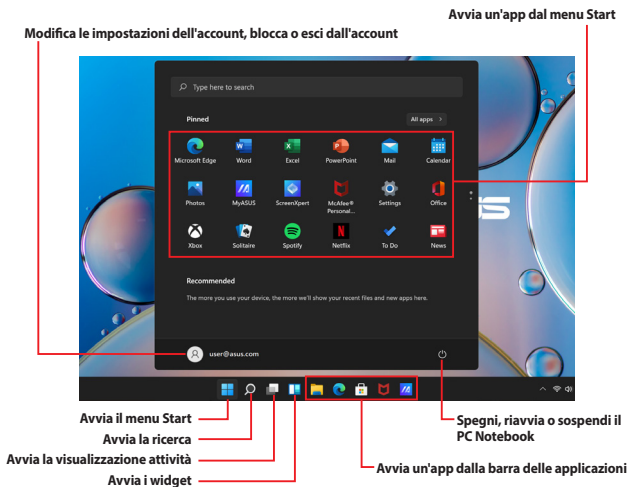 Avvia un'app dal menu Start
Modifica le impostazioni dell'account, blocca o esci dall'account
Type here to search
Pinned
All apps >
Microsoft Edge Word Excel PowerPoint Mail Calendar
Photos MyASUS ScreenXpert McAfee® Personal... Settings Office
Xbox Solitaire Spotify Netflix To Do News
Recommended
The more you use your device, the more we'll show your recent files and new apps here.
user@asus.com
Avvia il menu Start
Avvia la ricerca
Avvia la visualizzazione attività
Avvia i widget
Spegni, riavvia o sospendi il
PC Notebook
Avvia un'app dalla barra delle applicazioni